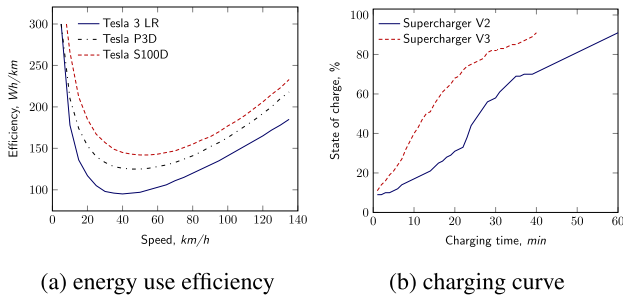 300
250
200
150
100
0 20 40 60 80 100 120 140
Efficiency, Wh/km
Speed, km/h
Tesla 3 LR
Tesla P3D
Tesla S100D
(a) energy use efficiency
100
80
60
40
20
0
0 10 20 30 40 50 60
State of charge, %
Charging time, min
Supercharger V2
Supercharger V3
(b) charging curve